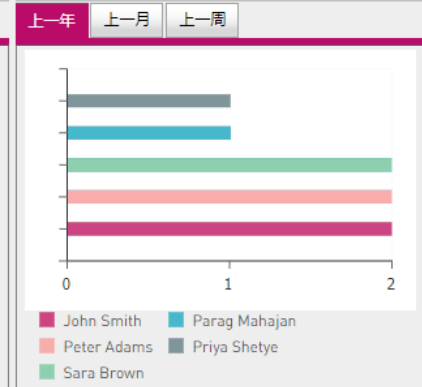 上一年 上一月 上一周
0 1 2
John Smith Parag Mahajan
Peter Adams Priya Shetye
Sara Brown